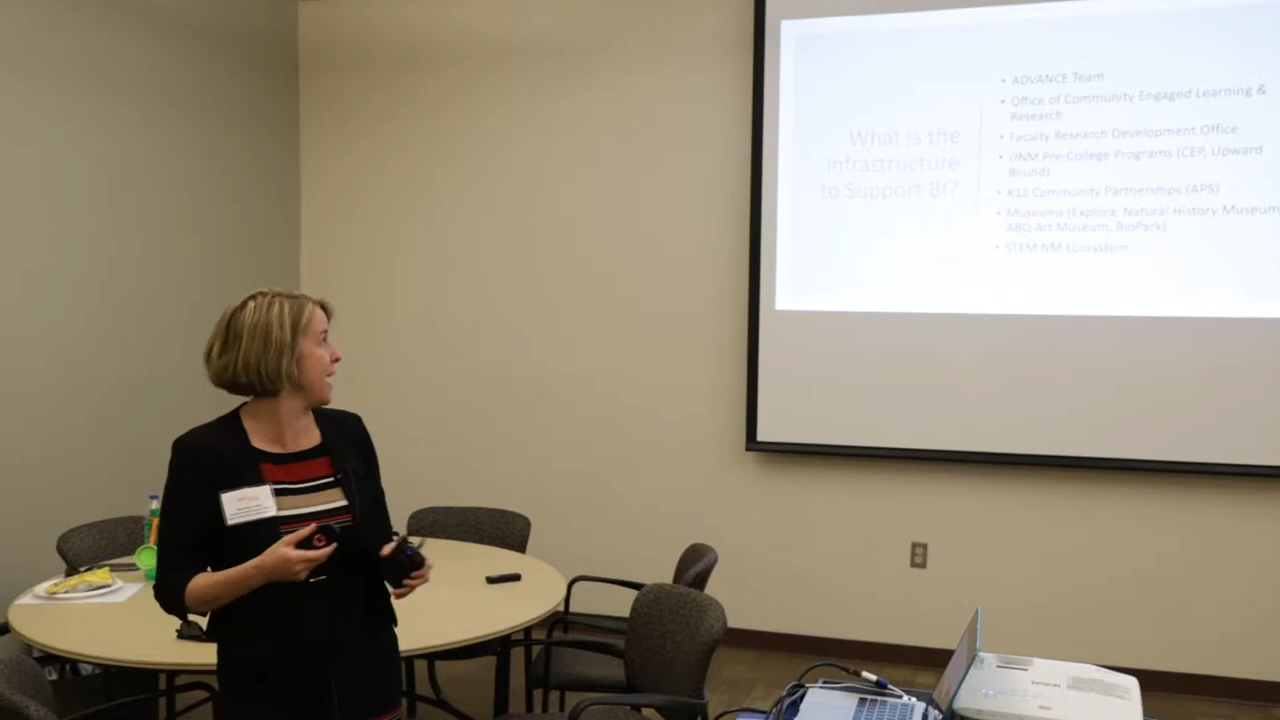 What is the
Infrastructure
to Support BI?
• ADVANCE Team
• Office of Community Engaged Learning &
Research
• Faculty Research Development Office
• UNM Pre-College Programs (CEP, Upward
Bound)
• K12 Community Partnerships (APS)
• Museums (Explora, Natural History Museum
ABQ Art Museum, BioPark)
• STEM NM Ecosystem